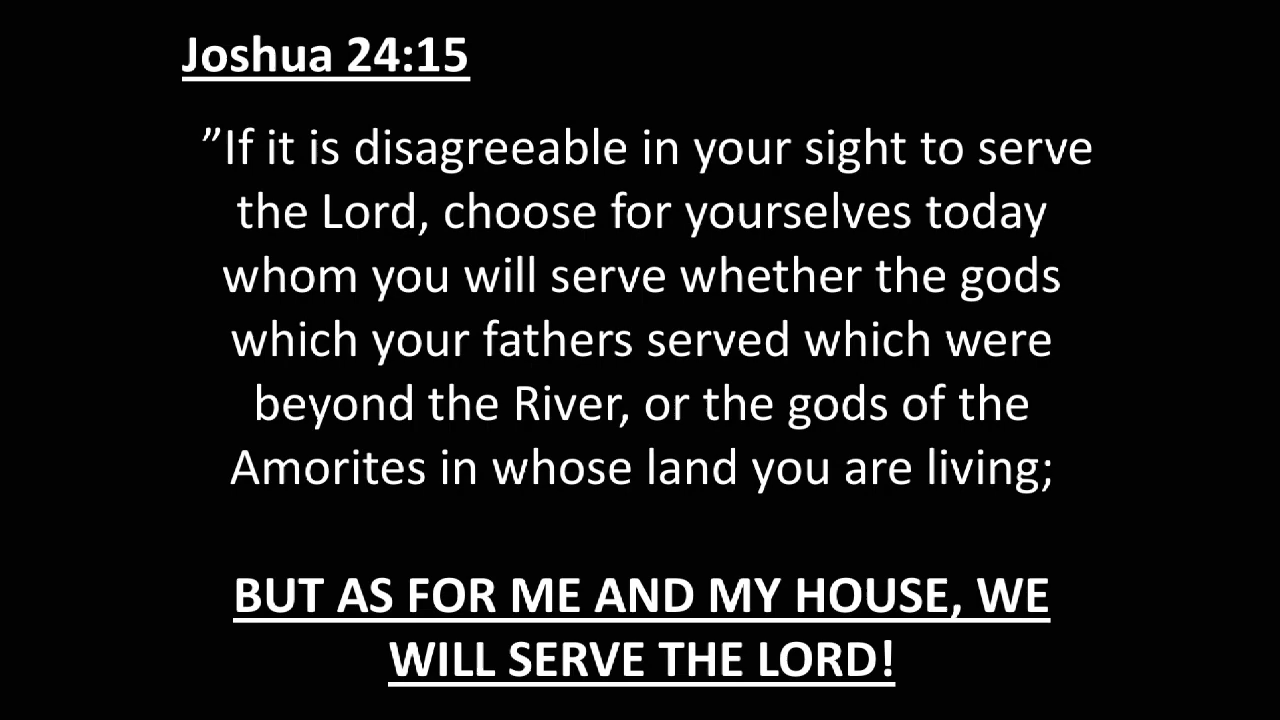 Joshua 24:15
”If it is disagreeable in your sight to serve
the Lord, choose for yourselves today
whom you will serve whether the gods
which your fathers served which were
beyond the River, or the gods of the
Amorites in whose land you are living;
BUT AS FOR ME AND MY HOUSE, WE
WILL SERVE THE LORD!